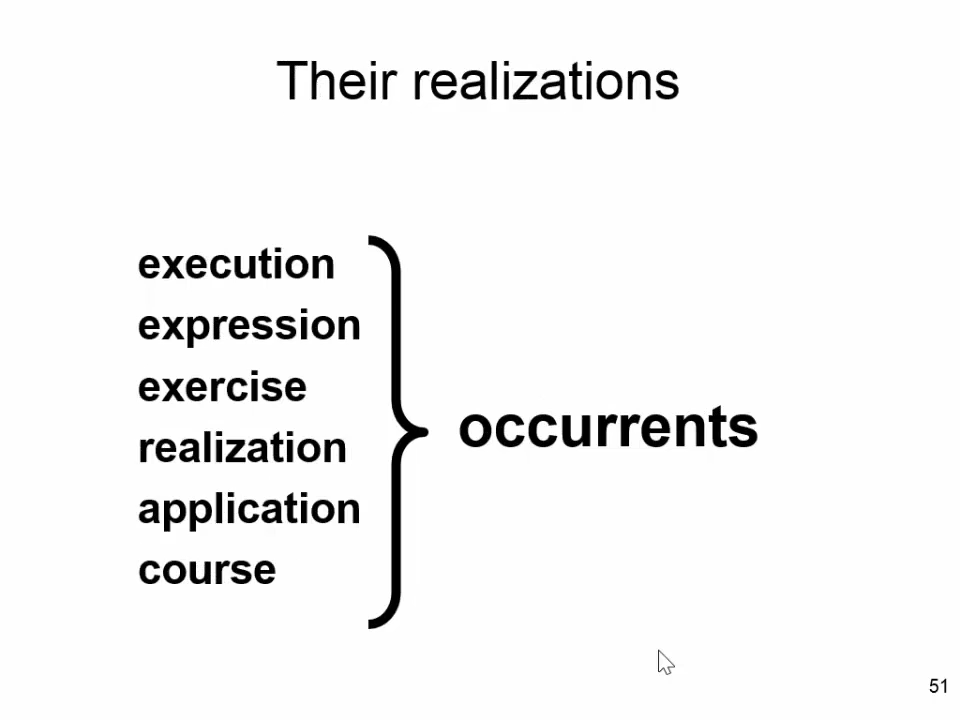 Their realizations
execution
expression
exercise
realization
application
course
occurrents
51